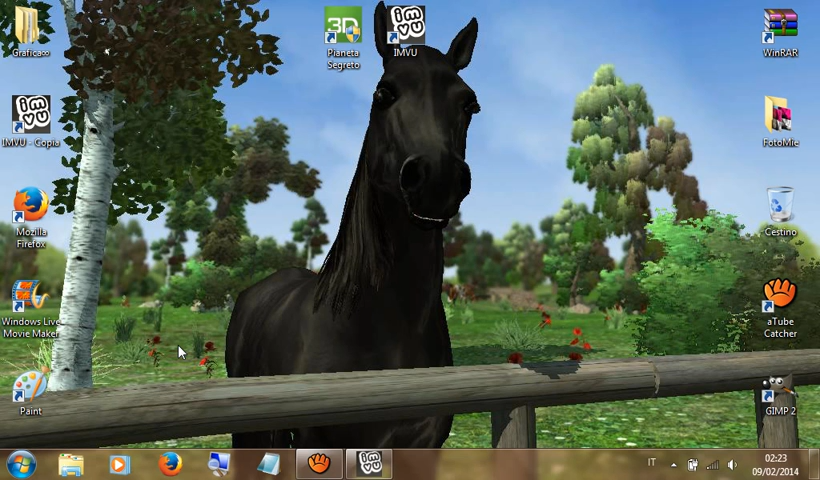 Grafica∞
3D
Pianeta
Segreto
imvu
IMVU
WinRAR
imvu
IMVU - Copia
FotoMie
Mozilla
Firefox
Cestino
Windows Live
Movie Maker
aTube
Catcher
Paint
GIMP 2
imvu
IT
02:23
09/02/2014